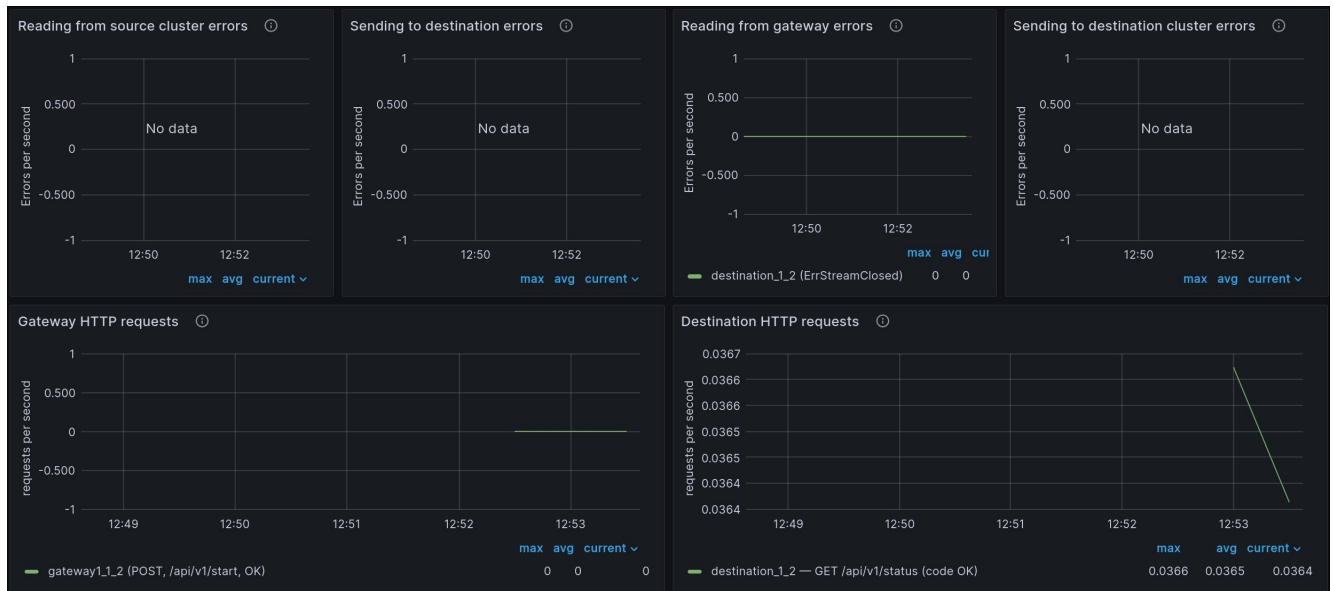 Reading from source cluster errors
Errors per second
1
0.500
0
-0.500
-1
No data
12:50 12:52
max avg current
Sending to destination errors
Errors per second
1
0.500
0
-0.500
-1
No data
12:50 12:52
max avg current
Reading from gateway errors
Errors per second
1
0.500
0
-0.500
-1
12:50 12:52
max avg cur
destination_1_2 (ErrStreamClosed) 0 0
Sending to destination cluster errors
Errors per second
1
0.500
0
-0.500
-1
No data
12:50 12:52
max avg current
Gateway HTTP requests
requests per second
1
0.500
0
-0.500
-1
12:49 12:50 12:51 12:52 12:53
max avg current
gateway1_1_2 (POST, /api/v1/start, OK) 0 0 0
Destination HTTP requests
requests per second
0.0367
0.0366
0.0366
0.0365
0.0365
0.0364
0.0364
12:49 12:50 12:51 12:52 12:53
max avg current
destination_1_2 — GET /api/v1/status (code OK) 0.0366 0.0365 0.0364